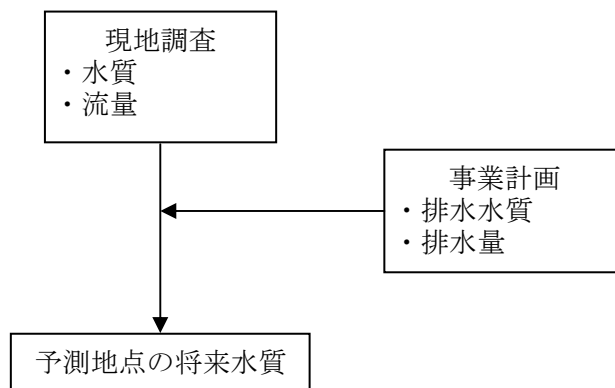 現地調査
・水質
・流量
事業計画
・排水水質
・排水量
予測地点の将来水質